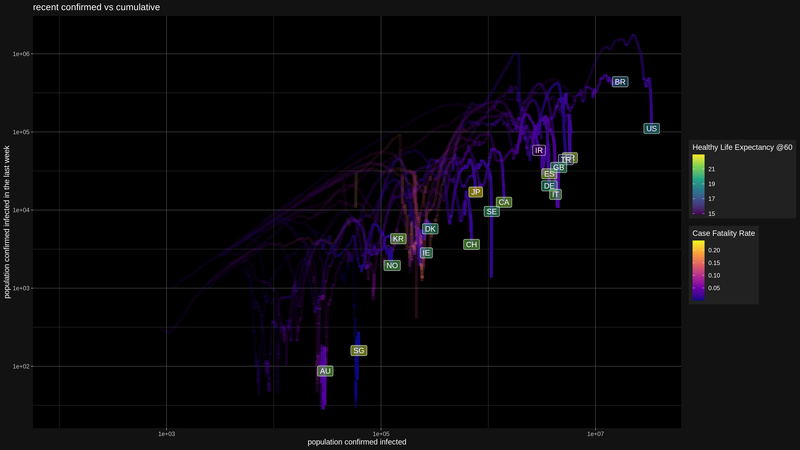 recent confirmed vs cumulative
1e+06
BR
1e+05
US
IR
TR
GB
ES
DE
IT
JP
CA
1e+04
SE
DK
KR
CH
IE
NO
1e+03
SG
1e+02
AU
population confirmed infected in the last week
1e+03
1e+05
1e+07
population confirmed infected
Healthy Life Expectancy @60
21
19
17
15
Case Fatality Rate
0.20
0.15
0.10
0.05